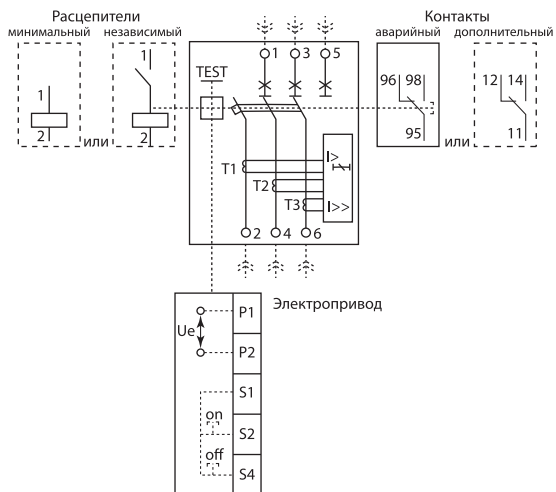 Расцепители
минимальный независимый
Контакты
аварийный дополнительный
1
2
или
1
2
TEST
1 3 5
T1
T2
T3
I>
I>>
2 4 6
96 98
95
или
12 14
11
Электропривод
Ue
P1
P2
S1
on
S2
off
S4